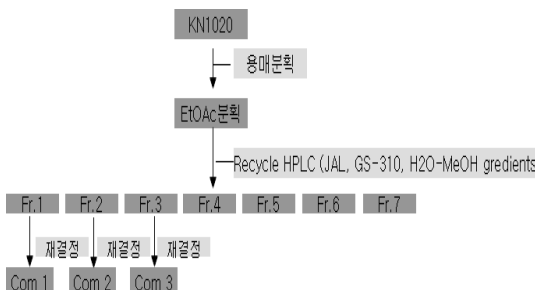 KN1020
용매분획
EtOAc분획
Recycle HPLC (JAL, GS-310, H2O-MeOH gredients
Fr.1 Fr.2 Fr.3 Fr.4 Fr.5 Fr.6 Fr.7
재결정 재결정 재결정
Com 1 Com 2 Com 3